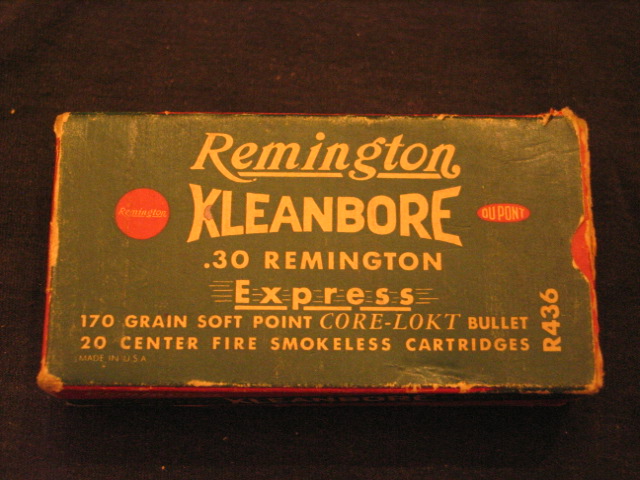 Remington
KLEANBORE
Remington
DU PONT
.30 REMINGTON
Express
170 GRAIN SOFT POINT CORE-LOKT BULLET
20 CENTER FIRE SMOKELESS CARTRIDGES
MADE IN U.S.A.
R436
KLEANBORE